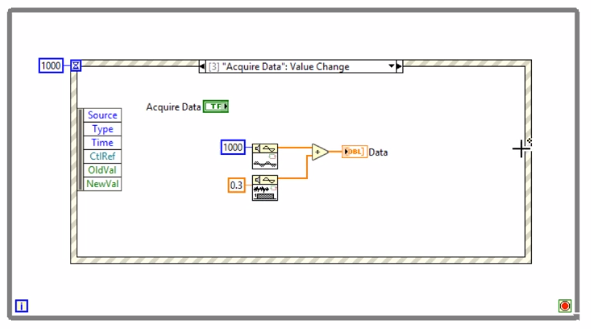 1000
[3] "Acquire Data": Value Change
Source
Type
Time
CtlRef
OldVal
NewVal
Acquire Data TF
1000
+
DBL Data
0.3
i